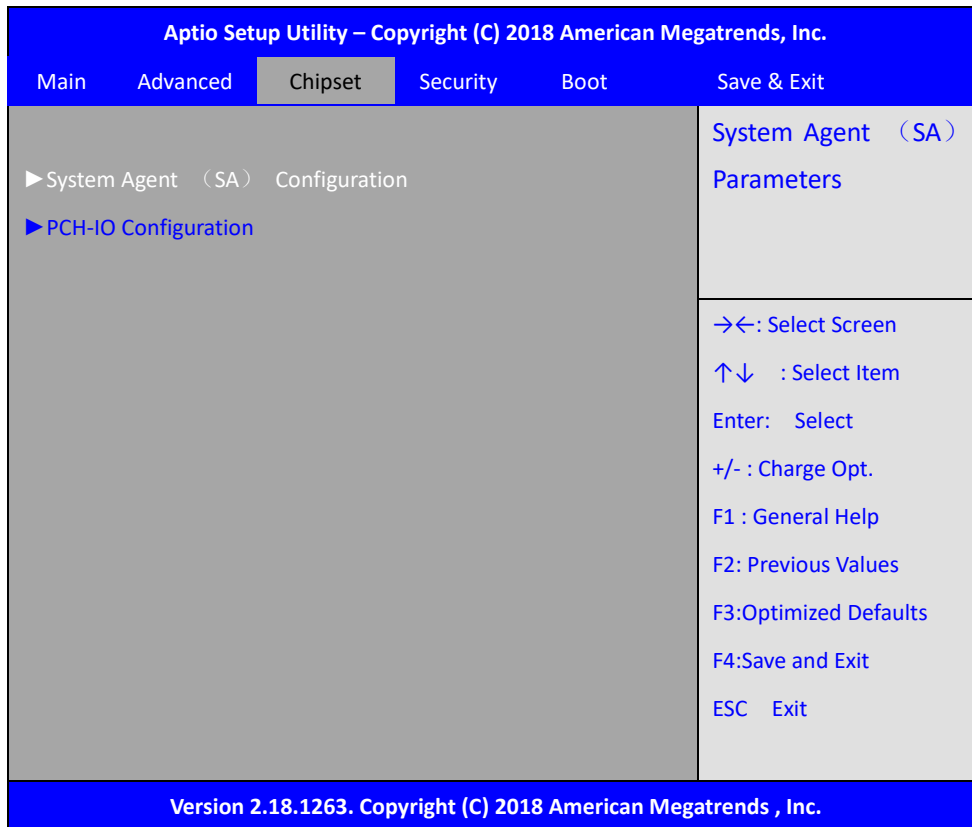 Aptio Setup Utility – Copyright (C) 2018 American Megatrends, Inc.
Main Advanced Chipset Security Boot Save & Exit
►System Agent （SA） Configuration
►PCH-IO Configuration
System Agent （SA）
Parameters
→←: Select Screen
↑↓ : Select Item
Enter: Select
+/- : Charge Opt.
F1 : General Help
F2: Previous Values
F3:Optimized Defaults
F4:Save and Exit
ESC Exit
Version 2.18.1263. Copyright (C) 2018 American Megatrends , Inc.